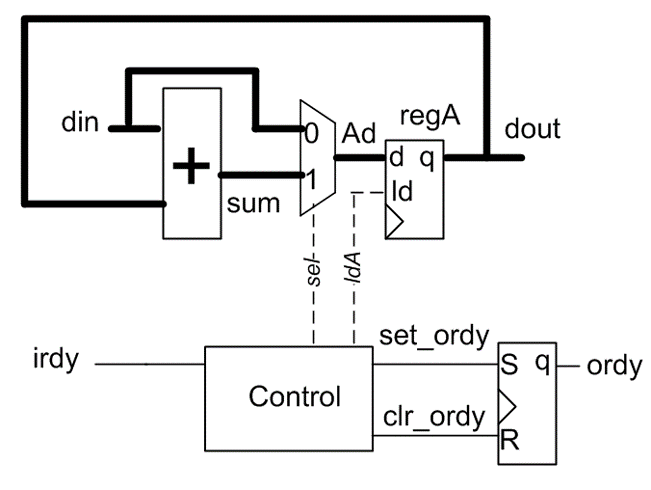 regA
din
0 Ad
dout
+
d q
1
ld
sum
sel
ldA
irdy
set_ordy
S q
ordy
Control
clr_ordy
R